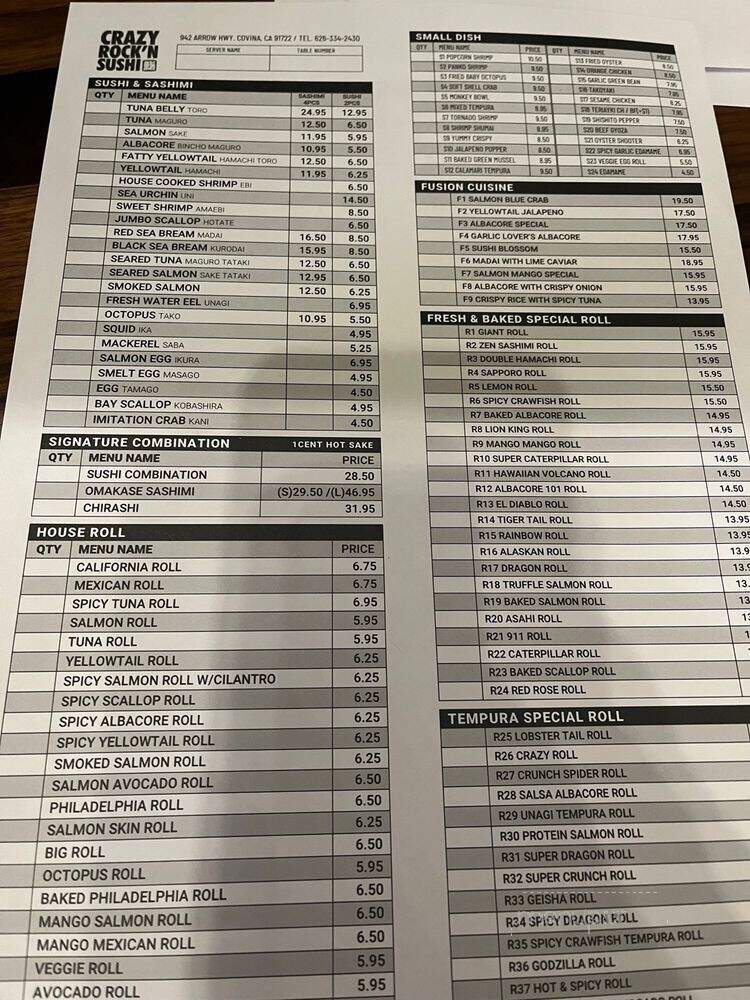 CRAZY
ROCK'N
SUSHI
942 ARROW HWY. COVINA, CA 91722 / TEL. 626-334-2430
SERVER NAME TABLE NUMBER
SUSHI & SASHIMI
QTY MENU NAME SASHIMI 4PCS SUSHI 2PCS
TUNA BELLY TORO 24.95 12.95
TUNA MAGURO 12.50 6.50
SALMON SAKE 11.95 5.95
ALBACORE BINCHO MAGURO 10.95 5.50
FATTY YELLOWTAIL HAMACHI TORO 12.50 6.50
YELLOWTAIL HAMACHI 11.95 6.25
HOUSE COOKED SHRIMP EBI 6.50
SEA URCHIN UNI 14.50
SWEET SHRIMP AMAEBI 8.50
JUMBO SCALLOP HOTATE 6.50
RED SEA BREAM MADAI 16.50 8.50
BLACK SEA BREAM KURODAI 15.95 8.50
SEARED TUNA MAGURO TATAKI 12.50 6.50
SEARED SALMON SAKE TATAKI 12.95 6.50
SMOKED SALMON 12.50 6.25
FRESH WATER EEL UNAGI 6.95
OCTOPUS TAKO 10.95 5.50
SQUID IKA 4.95
MACKEREL SABA 5.25
SALMON EGG IKURA 6.95
SMELT EGG MASAGO 4.95
EGG TAMAGO 4.50
BAY SCALLOP KOBASHIRA 4.95
IMITATION CRAB KANI 4.50
SIGNATURE COMBINATION 1CENT HOT SAKE
QTY MENU NAME PRICE
SUSHI COMBINATION 28.50
OMAKASE SASHIMI (S)29.50 /(L)46.95
CHIRASHI 31.95
HOUSE ROLL
QTY MENU NAME PRICE
CALIFORNIA ROLL 6.75
MEXICAN ROLL 6.75
SPICY TUNA ROLL 6.95
SALMON ROLL 5.95
TUNA ROLL 5.95
YELLOWTAIL ROLL 6.25
SPICY SALMON ROLL W/CILANTRO 6.25
SPICY SCALLOP ROLL 6.25
SPICY ALBACORE ROLL 6.25
SPICY YELLOWTAIL ROLL 6.25
SMOKED SALMON ROLL 6.25
SALMON AVOCADO ROLL 6.50
PHILADELPHIA ROLL 6.50
SALMON SKIN ROLL 6.25
BIG ROLL 6.50
OCTOPUS ROLL 5.95
BAKED PHILADELPHIA ROLL 6.50
MANGO SALMON ROLL 6.50
MANGO MEXICAN ROLL 6.50
VEGGIE ROLL 5.95
AVOCADO ROLL 5.95
SMALL DISH
QTY MENU NAME PRICE QTY MENU NAME PRICE
S1 POPCORN SHRIMP 10.50 S13 FRIED OYSTER 8.50
S2 PANKO SHRIMP 9.50 S14 ORANGE CHICKEN 8.50
S3 FRIED BABY OCTOPUS 9.50 S15 GARLIC GREEN BEAN 7.95
S4 SOFT SHELL CRAB 9.50 S16 TAKOYAKI 7.95
S5 MONKEY BOWL 9.50 S17 SESAME CHICKEN 8.25
S6 MIXED TEMPURA 9.95 S18 TERIYAKI CH / BF(+$1) 7.95
S7 TORNADO SHRIMP 9.50 S19 SHISHITO PEPPER 7.50
S8 SHRIMP SHUMAI 8.95 S20 BEEF GYOZA 7.50
S9 YUMMY CRISPY 8.50 S21 OYSTER SHOOTER 6.25
S10 JALAPENO POPPER 8.50 S22 SPICY GARLIC EDAMAME 6.95
S11 BAKED GREEN MUSSEL 8.95 S23 VEGGIE EGG ROLL 5.50
S12 CALAMARI TEMPURA 9.50 S24 EDAMAME 4.50
FUSION CUISINE
F1 SALMON BLUE CRAB 19.50
F2 YELLOWTAIL JALAPENO 17.50
F3 ALBACORE SPECIAL 17.50
F4 GARLIC LOVER'S ALBACORE 17.95
F5 SUSHI BLOSSOM 15.50
F6 MADAI WITH LIME CAVIAR 18.95
F7 SALMON MANGO SPECIAL 15.95
F8 ALBACORE WITH CRISPY ONION 15.95
F9 CRISPY RICE WITH SPICY TUNA 13.95
FRESH & BAKED SPECIAL ROLL
R1 GIANT ROLL 15.95
R2 ZEN SASHIMI ROLL 15.95
R3 DOUBLE HAMACHI ROLL 15.95
R4 SAPPORO ROLL 15.95
R5 LEMON ROLL 15.50
R6 SPICY CRAWFISH ROLL 15.50
R7 BAKED ALBACORE ROLL 14.95
R8 LION KING ROLL 14.95
R9 MANGO MANGO ROLL 14.95
R10 SUPER CATERPILLAR ROLL 14.95
R11 HAWAIIAN VOLCANO ROLL 14.50
R12 ALBACORE 101 ROLL 14.50
R13 EL DIABLO ROLL 14.50
R14 TIGER TAIL ROLL 13.95
R15 RAINBOW ROLL 13.95
R16 ALASKAN ROLL 13.9
R17 DRAGON ROLL 13.9
R18 TRUFFLE SALMON ROLL 13.
R19 BAKED SALMON ROLL 13
R20 ASAHI ROLL 13
R21 911 ROLL 1
R22 CATERPILLAR ROLL
R23 BAKED SCALLOP ROLL
R24 RED ROSE ROLL
TEMPURA SPECIAL ROLL
R25 LOBSTER TAIL ROLL
R26 CRAZY ROLL
R27 CRUNCH SPIDER ROLL
R28 SALSA ALBACORE ROLL
R29 UNAGI TEMPURA ROLL
R30 PROTEIN SALMON ROLL
R31 SUPER DRAGON ROLL
R32 SUPER CRUNCH ROLL
R33 GEISHA ROLL
R34 SPICY DRAGON ROLL
R35 SPICY CRAWFISH TEMPURA ROLL
R36 GODZILLA ROLL
R37 HOT & SPICY ROLL